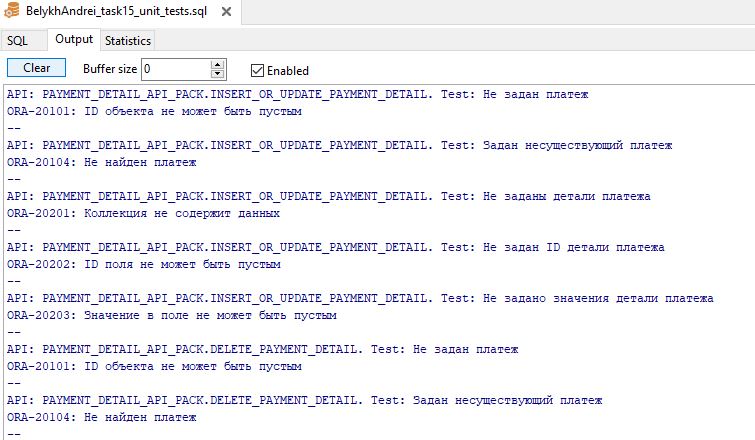 BelykhAndrei_task15_unit_tests.sql
SQL Output Statistics
Clear Buffer size 0 Enabled
API: PAYMENT_DETAIL_API_PACK.INSERT_OR_UPDATE_PAYMENT_DETAIL. Test: Не задан платеж
ORA-20101: ID объекта не может быть пустым
--
API: PAYMENT_DETAIL_API_PACK.INSERT_OR_UPDATE_PAYMENT_DETAIL. Test: Задан несуществующий платеж
ORA-20104: Не найден платеж
--
API: PAYMENT_DETAIL_API_PACK.INSERT_OR_UPDATE_PAYMENT_DETAIL. Test: Не заданы детали платежа
ORA-20201: Коллекция не содержит данных
--
API: PAYMENT_DETAIL_API_PACK.INSERT_OR_UPDATE_PAYMENT_DETAIL. Test: Не задан ID детали платежа
ORA-20202: ID поля не может быть пустым
--
API: PAYMENT_DETAIL_API_PACK.INSERT_OR_UPDATE_PAYMENT_DETAIL. Test: Не задано значения детали платежа
ORA-20203: Значение в поле не может быть пустым
--
API: PAYMENT_DETAIL_API_PACK.DELETE_PAYMENT_DETAIL. Test: Не задан платеж
ORA-20101: ID объекта не может быть пустым
--
API: PAYMENT_DETAIL_API_PACK.DELETE_PAYMENT_DETAIL. Test: Задан несуществующий платеж
ORA-20104: Не найден платеж
--